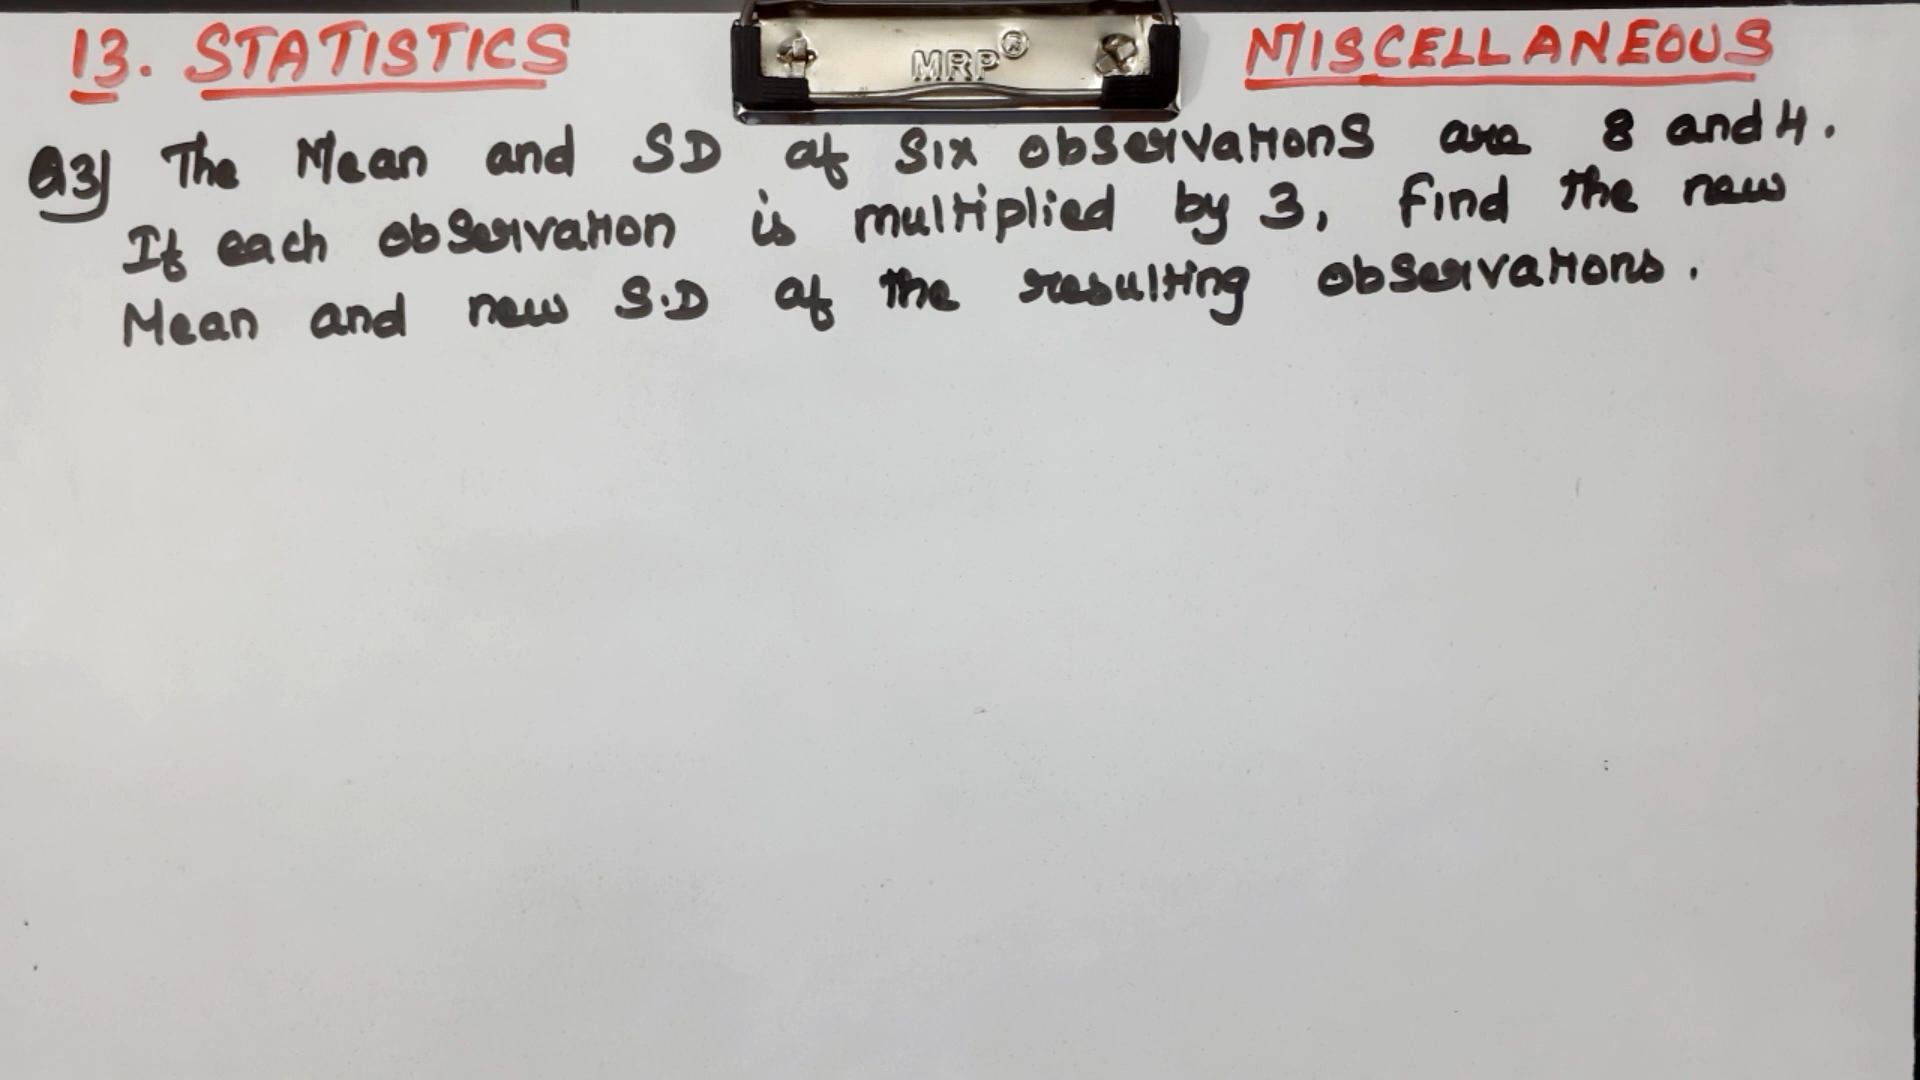 13. STATISTICS
MRP®
MISCELLANEOUS
Q3) The Mean and SD of Six observations are 8 and 4.
If each observation is multiplied by 3, find the new
Mean and new S.D of the resulting observations.